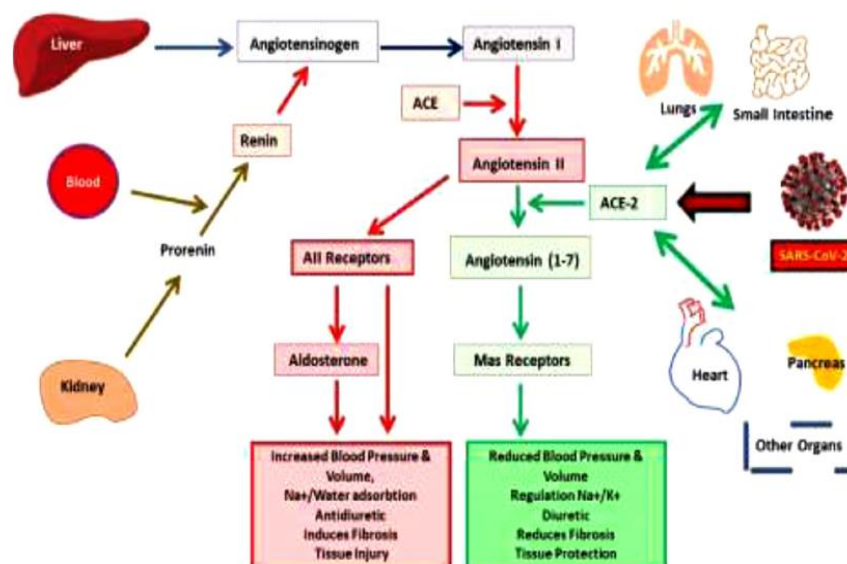 Liver
Angiotensinogen
Angiotensin I
Lungs
Small Intestine
ACE
Renin
Blood
Angiotensin II
ACE-2
Prorenin
AII Receptors
Angiotensin (1-7)
SARS-CoV-2
Kidney
Aldosterone
Mas Receptors
Heart
Pancreas
Other Organs
Increased Blood Pressure &
Volume,
Na+/Water adsorbtion
Antidiuretic
Induces Fibrosis
Tissue Injury
Reduced Blood Pressure &
Volume
Regulation Na+/K+
Diuretic
Reduces Fibrosis
Tissue Protection